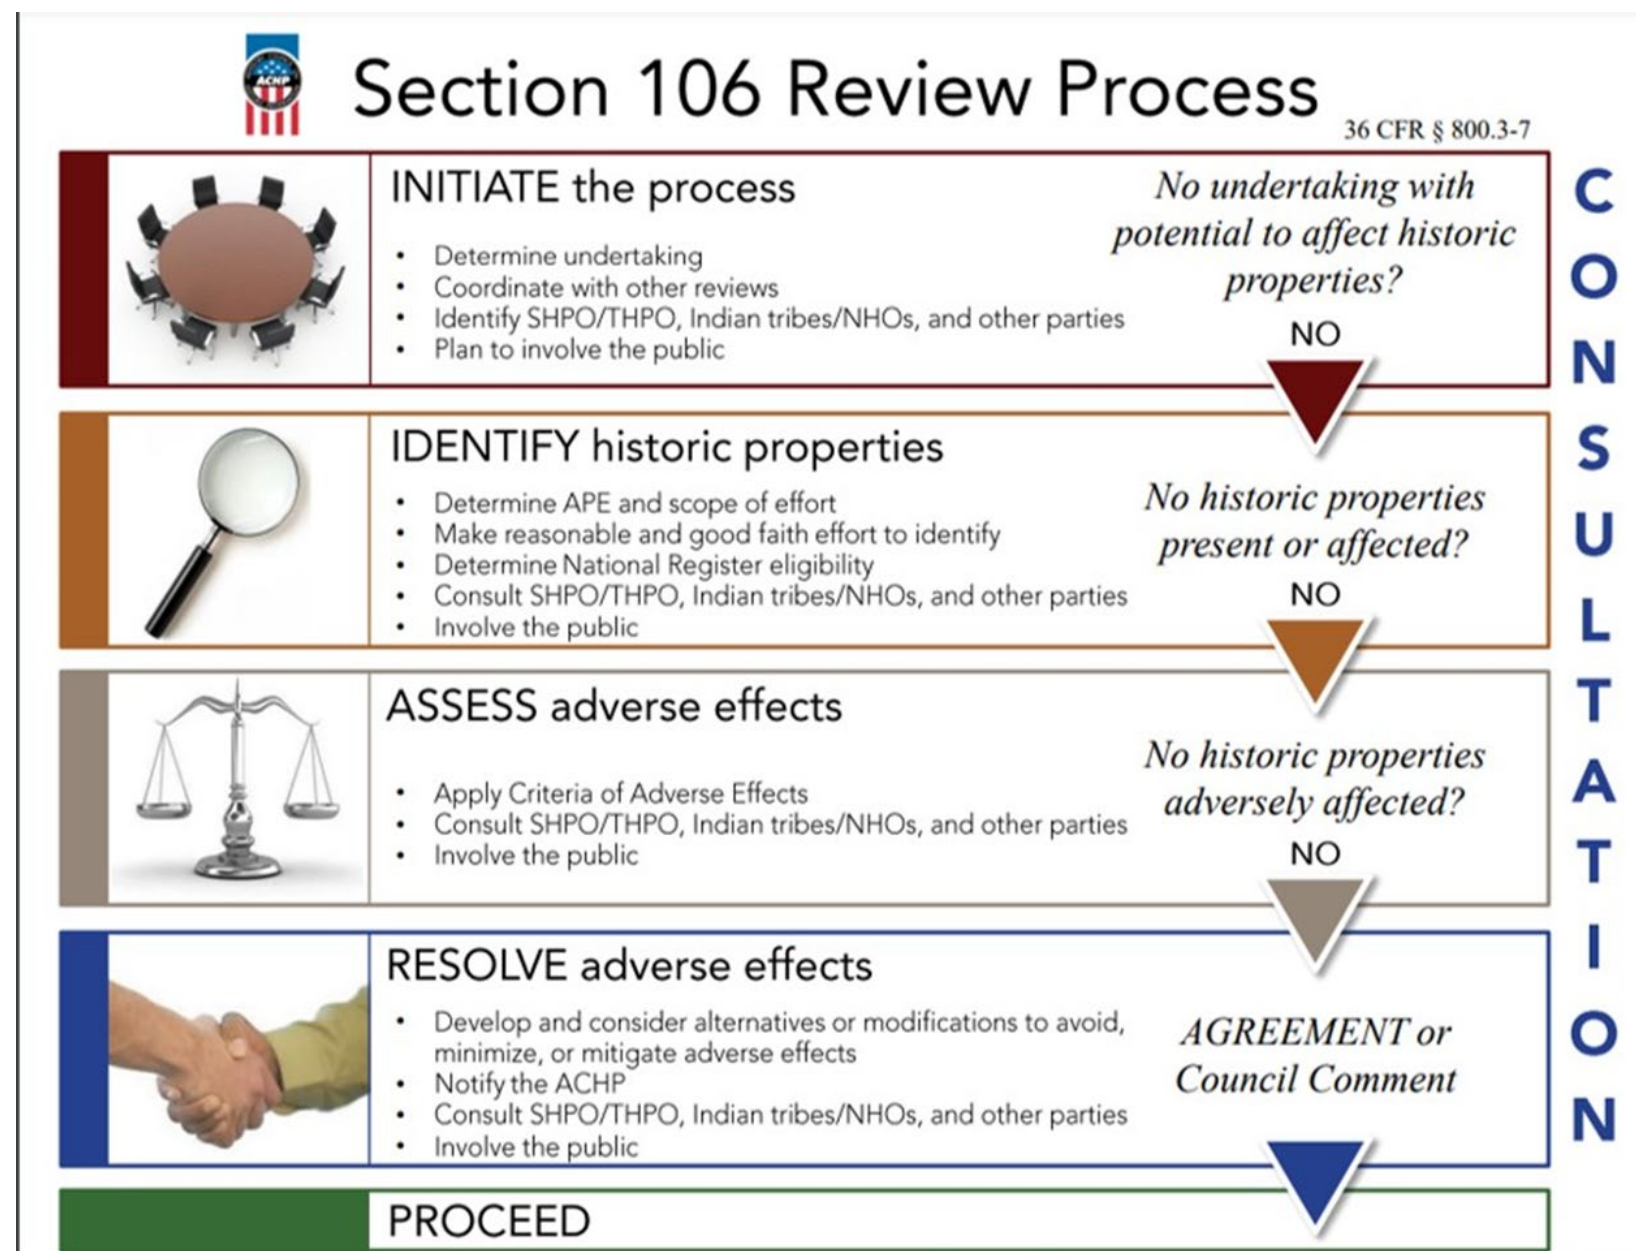 ACHP
Section 106 Review Process
36 CFR § 800.3-7
INITIATE the process
• Determine undertaking
• Coordinate with other reviews
• Identify SHPO/THPO, Indian tribes/NHOs, and other parties
• Plan to involve the public
No undertaking with
potential to affect historic
properties?
NO
IDENTIFY historic properties
• Determine APE and scope of effort
• Make reasonable and good faith effort to identify
• Determine National Register eligibility
• Consult SHPO/THPO, Indian tribes/NHOs, and other parties
• Involve the public
No historic properties
present or affected?
NO
ASSESS adverse effects
• Apply Criteria of Adverse Effects
• Consult SHPO/THPO, Indian tribes/NHOs, and other parties
• Involve the public
No historic properties
adversely affected?
NO
RESOLVE adverse effects
• Develop and consider alternatives or modifications to avoid,
minimize, or mitigate adverse effects
• Notify the ACHP
• Consult SHPO/THPO, Indian tribes/NHOs, and other parties
• Involve the public
AGREEMENT or
Council Comment
PROCEED
CONSULTATION